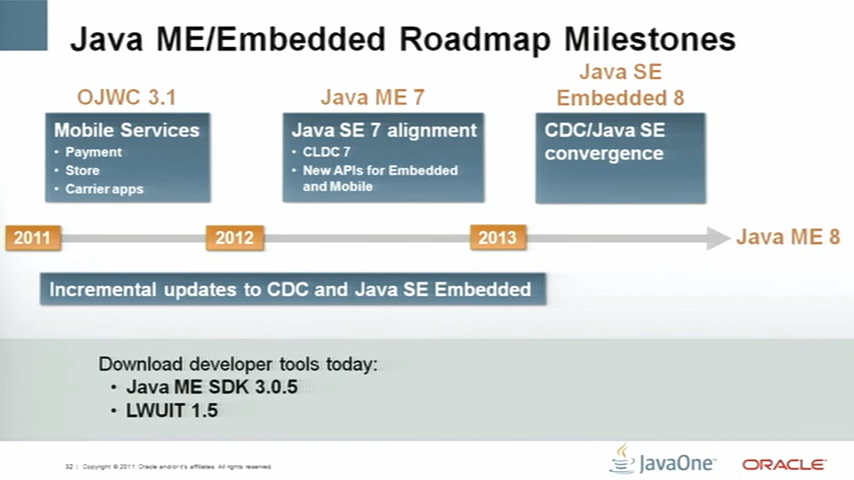 Java ME/Embedded Roadmap Milestones
OJWC 3.1
Java ME 7
Java SE
Embedded 8
Mobile Services
• Payment
• Store
• Carrier apps
Java SE 7 alignment
• CLDC 7
• New APIs for Embedded
and Mobile
CDC/Java SE
convergence
2011
2012
2013
Java ME 8
Incremental updates to CDC and Java SE Embedded
Download developer tools today:
• Java ME SDK 3.0.5
• LWUIT 1.5
32 | Copyright © 2011, Oracle and/or it's affiliates. All rights reserved.
JavaOne™
ORACLE